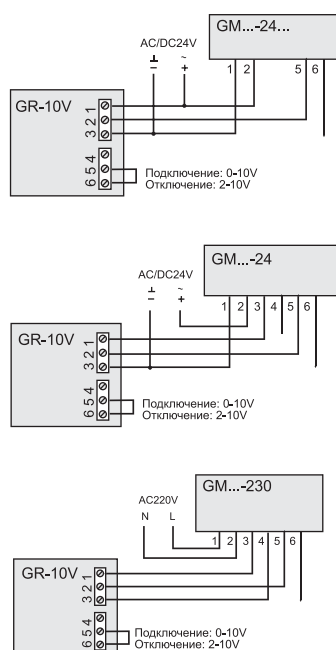 GM...-24...
AC/DC24V
⊥ ~
– +
1 2 5 6
GR-10V
3 2 1
6 5 4
Подключение: 0-10V
Отключение: 2-10V
GM...-24
AC/DC24V
⊥ ~
– +
1 2 3 4 5 6
GR-10V
3 2 1
6 5 4
Подключение: 0-10V
Отключение: 2-10V
GM...-230
AC220V
N L
1 2 3 4 5 6
GR-10V
3 2 1
6 5 4
Подключение: 0-10V
Отключение: 2-10V